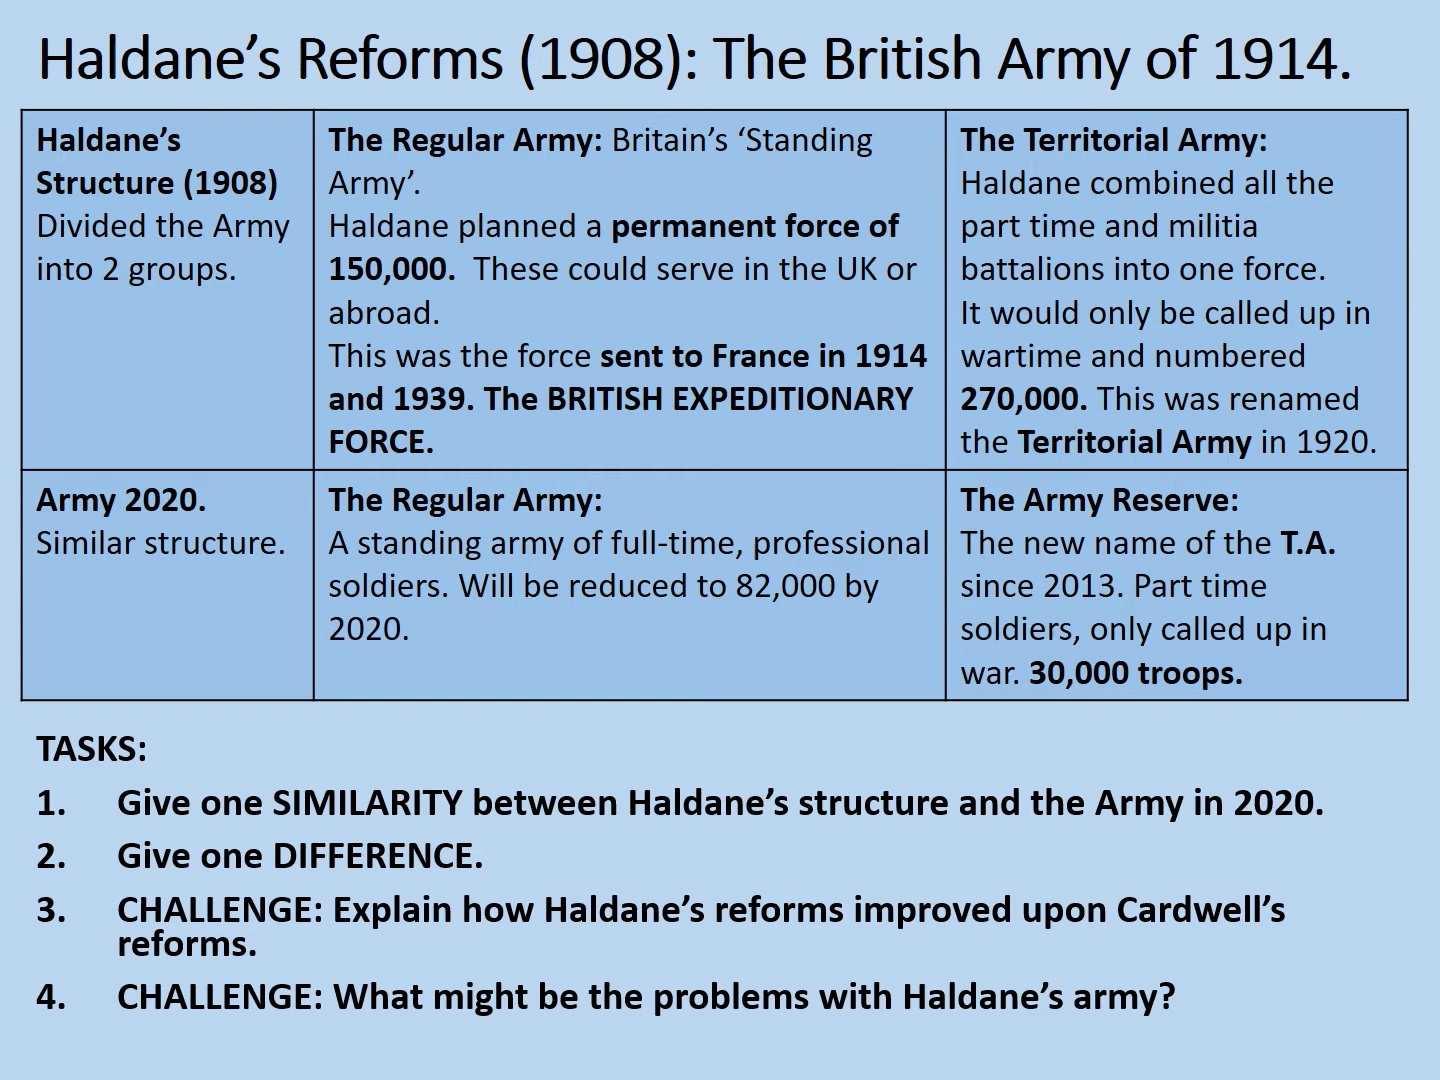 Haldane’s Reforms (1908): The British Army of 1914.
Haldane’s
Structure (1908)
Divided the Army
into 2 groups.
The Regular Army: Britain’s ‘Standing
Army’.
Haldane planned a permanent force of
150,000. These could serve in the UK or
abroad.
This was the force sent to France in 1914
and 1939. The BRITISH EXPEDITIONARY
FORCE.
The Territorial Army:
Haldane combined all the
part time and militia
battalions into one force.
It would only be called up in
wartime and numbered
270,000. This was renamed
the Territorial Army in 1920.
Army 2020.
Similar structure.
The Regular Army:
A standing army of full-time, professional
soldiers. Will be reduced to 82,000 by
2020.
The Army Reserve:
The new name of the T.A.
since 2013. Part time
soldiers, only called up in
war. 30,000 troops.
TASKS:
1. Give one SIMILARITY between Haldane’s structure and the Army in 2020.
2. Give one DIFFERENCE.
3. CHALLENGE: Explain how Haldane’s reforms improved upon Cardwell’s
reforms.
4. CHALLENGE: What might be the problems with Haldane’s army?